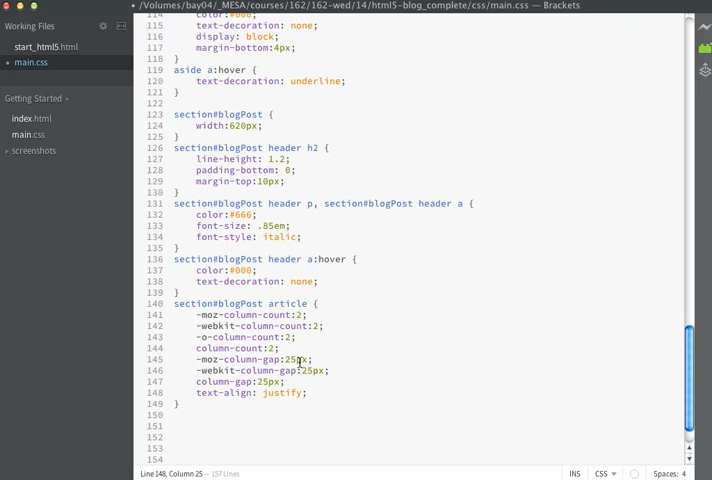 /Volumes/bay04/_MESA/courses/162/162-wed/14/html5-blog_complete/css/main.css — Brackets
Working Files
start_html5.html
main.css
Getting Started
index.html
main.css
screenshots
114 color:#000;
115 text-decoration: none;
116 display: block;
117 margin-bottom:4px;
118 }
119 aside a:hover {
120 text-decoration: underline;
121 }
122
123 section#blogPost {
124 width:620px;
125 }
126 section#blogPost header h2 {
127 line-height: 1.2;
128 padding-bottom: 0;
129 margin-top:10px;
130 }
131 section#blogPost header p, section#blogPost header a {
132 color:#666;
133 font-size: .85em;
134 font-style: italic;
135 }
136 section#blogPost header a:hover {
137 color:#000;
138 text-decoration: none;
139 }
140 section#blogPost article {
141 -moz-column-count:2;
142 -webkit-column-count:2;
143 -o-column-count:2;
144 column-count:2;
145 -moz-column-gap:25px;
146 -webkit-column-gap:25px;
147 column-gap:25px;
148 text-align: justify;
149 }
150
151
152
153
154
Line 148, Column 25 — 157 Lines
INS
CSS
Spaces: 4